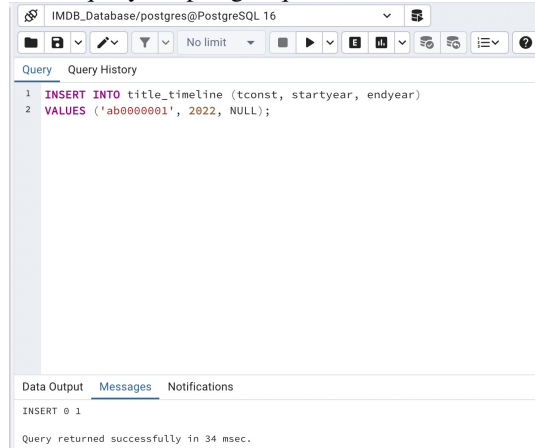 IMDB_Database/postgres@PostgreSQL 16
No limit
E
Query Query History
1 INSERT INTO title_timeline (tconst, startyear, endyear)
2 VALUES ('ab0000001', 2022, NULL);
Data Output Messages Notifications
INSERT 0 1
Query returned successfully in 34 msec.